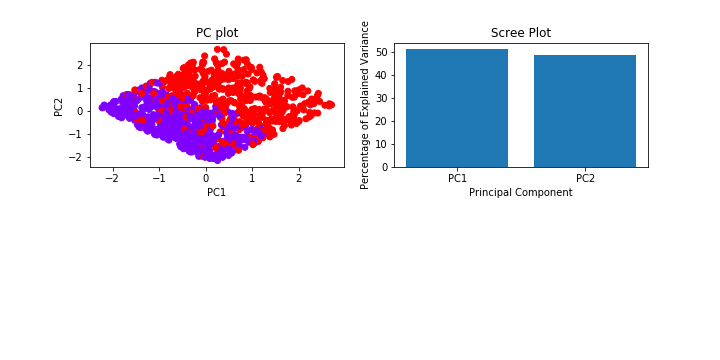 PC plot
PC2
2
1
0
−1
−2
−2
−1
0
1
2
PC1
Scree Plot
Percentage of Explained Variance
50
40
30
20
10
0
PC1
PC2
Principal Component